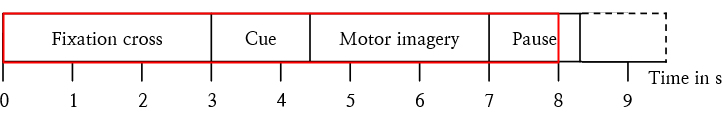 Fixation cross Cue Motor imagery Pause
Time in s
0 1 2 3 4 5 6 7 8 9